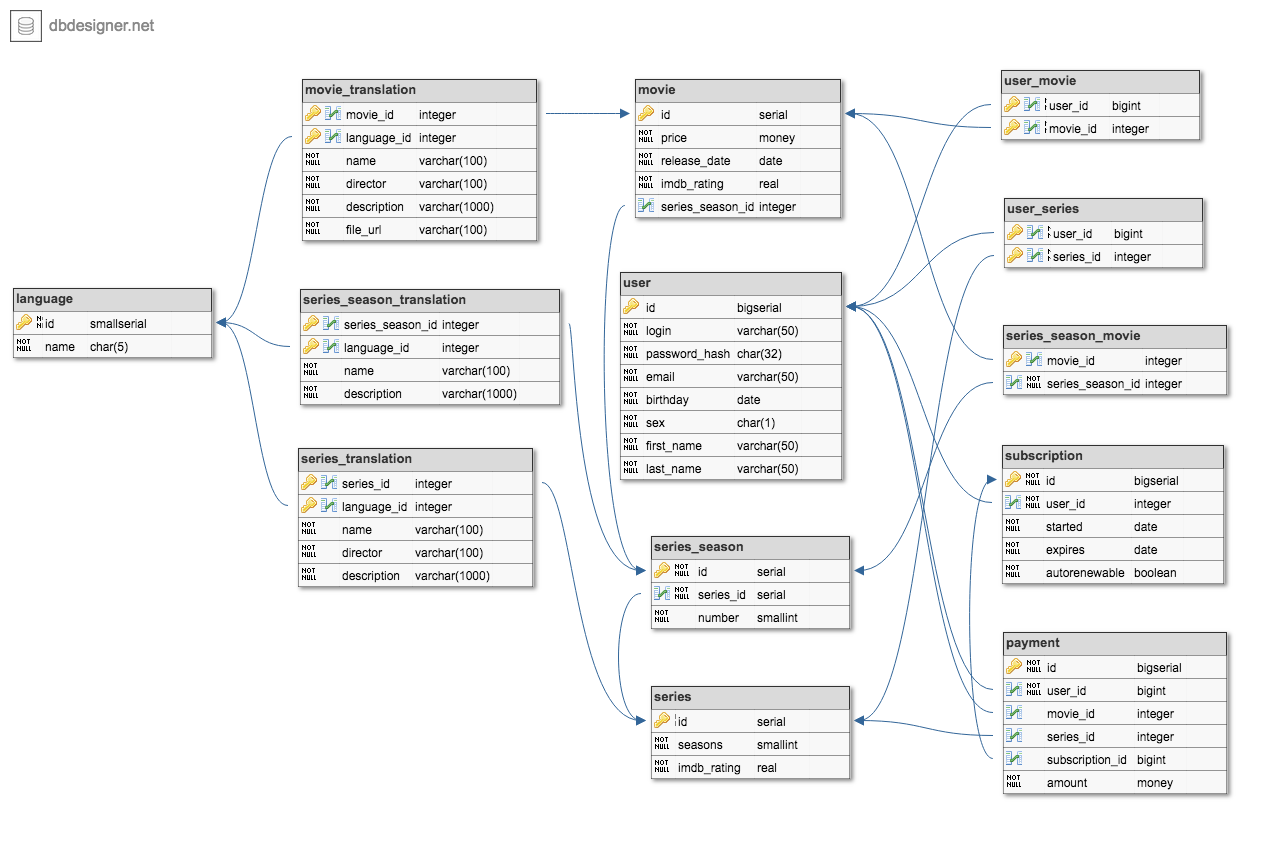 dbdesigner.net
movie_translation
movie_id integer
language_id integer
NOT NULL name varchar(100)
NOT NULL director varchar(100)
NOT NULL description varchar(1000)
NOT NULL file_url varchar(100)
movie
id serial
NOT NULL price money
NOT NULL release_date date
NOT NULL imdb_rating real
series_season_id integer
user_movie
user_id bigint
movie_id integer
user_series
user_id bigint
series_id integer
language
id smallserial
NOT NULL name char(5)
series_season_translation
series_season_id integer
language_id integer
NOT NULL name varchar(100)
NOT NULL description varchar(1000)
user
id bigserial
NOT NULL login varchar(50)
NOT NULL password_hash char(32)
NOT NULL email varchar(50)
NOT NULL birthday date
NOT NULL sex char(1)
NOT NULL first_name varchar(50)
NOT NULL last_name varchar(50)
series_season_movie
movie_id integer
NOT NULL series_season_id integer
series_translation
series_id integer
language_id integer
NOT NULL name varchar(100)
NOT NULL director varchar(100)
NOT NULL description varchar(1000)
subscription
NOT NULL id bigserial
NOT NULL user_id integer
NOT NULL started date
NOT NULL expires date
NOT NULL autorenewable boolean
series_season
NOT NULL id serial
NOT NULL series_id serial
NOT NULL number smallint
series
id serial
NOT NULL seasons smallint
NOT NULL imdb_rating real
payment
NOT NULL id bigserial
NOT NULL user_id bigint
movie_id integer
series_id integer
subscription_id bigint
NOT NULL amount money